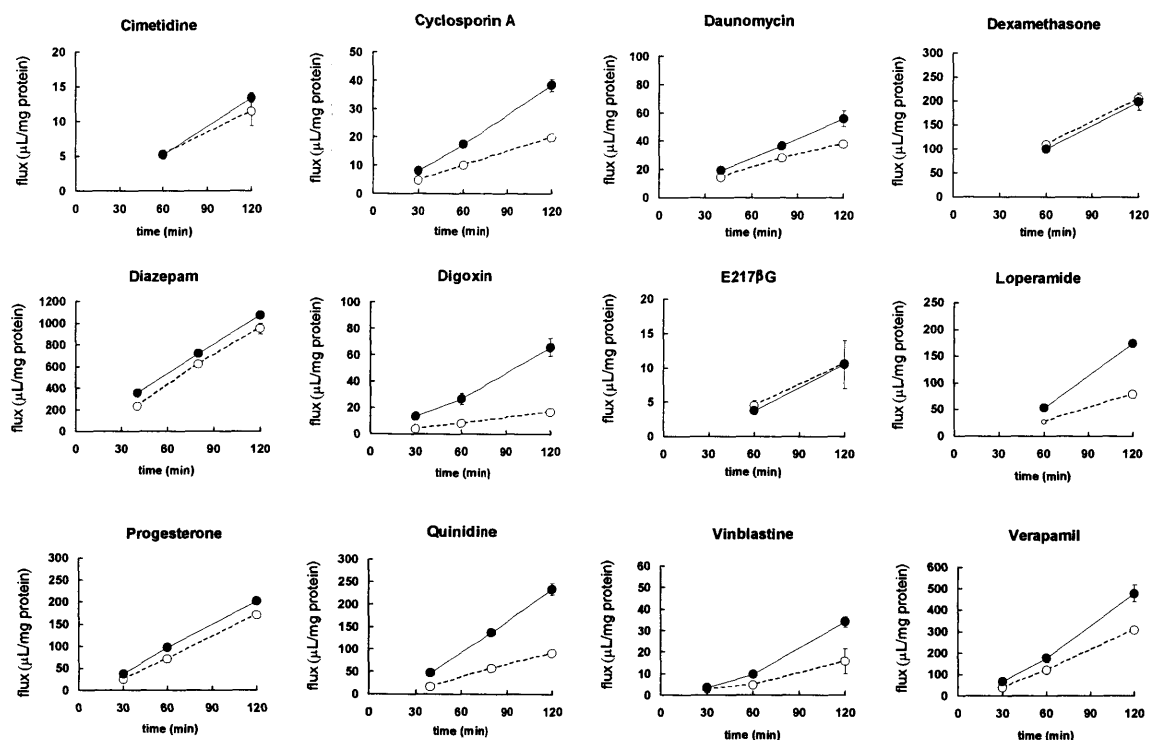 Cimetidine
flux (μL/mg protein)
20
15
10
5
0
0 30 60 90 120
time (min)
Cyclosporin A
flux (μL/mg protein)
50
40
30
20
10
0
0 30 60 90 120
time (min)
Daunomycin
flux (μL/mg protein)
100
80
60
40
20
0
0 30 60 90 120
time (min)
Dexamethasone
flux (μL/mg protein)
300
250
200
150
100
50
0
0 30 60 90 120
time (min)
Diazepam
flux (μL/mg protein)
1200
1000
800
600
400
200
0
0 30 60 90 120
time (min)
Digoxin
flux (μL/mg protein)
100
80
60
40
20
0
0 30 60 90 120
time (min)
E217βG
flux (μL/mg protein)
20
15
10
5
0
0 30 60 90 120
time (min)
Loperamide
flux (μL/mg protein)
250
200
150
100
50
0
0 30 60 90 120
time (min)
Progesterone
flux (μL/mg protein)
300
250
200
150
100
50
0
0 30 60 90 120
time (min)
Quinidine
flux (μL/mg protein)
300
250
200
150
100
50
0
0 30 60 90 120
time (min)
Vinblastine
flux (μL/mg protein)
60
50
40
30
20
10
0
0 30 60 90 120
time (min)
Verapamil
flux (μL/mg protein)
600
500
400
300
200
100
0
0 30 60 90 120
time (min)